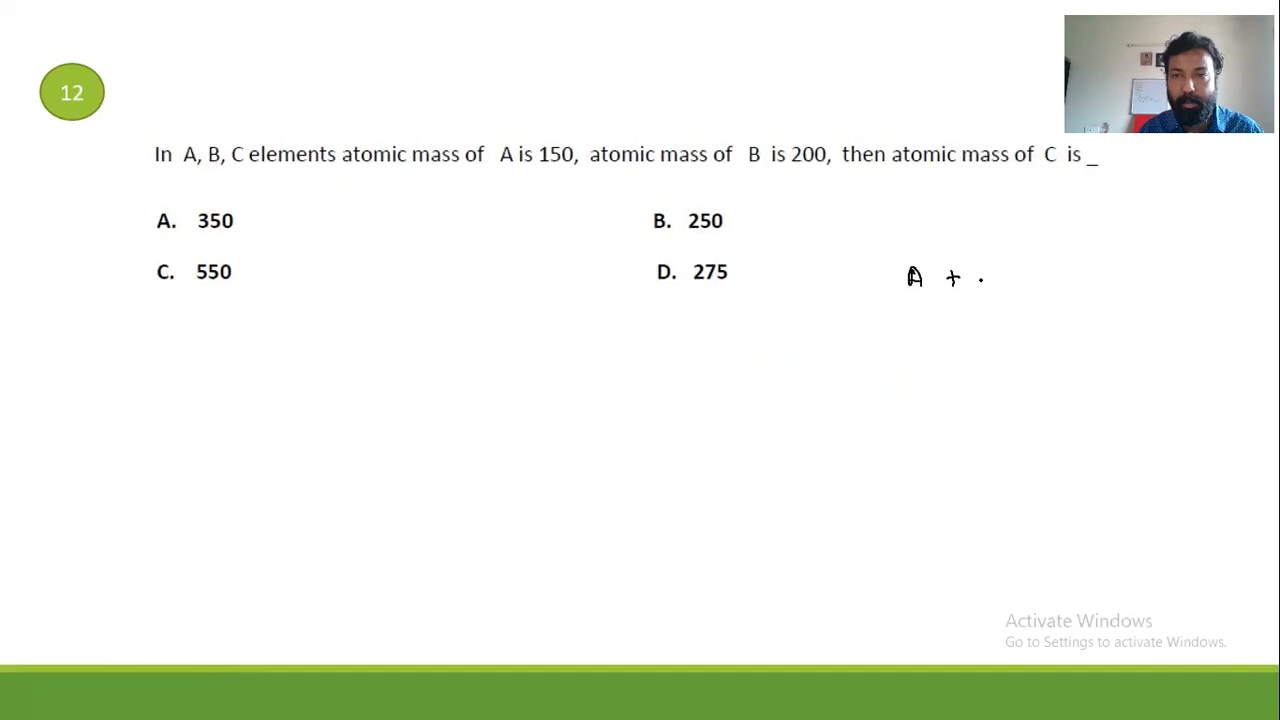 12
In A, B, C elements atomic mass of A is 150, atomic mass of B is 200, then atomic mass of C is _
A. 350 B. 250
C. 550 D. 275
A + .
Activate Windows
Go to Settings to activate Windows.